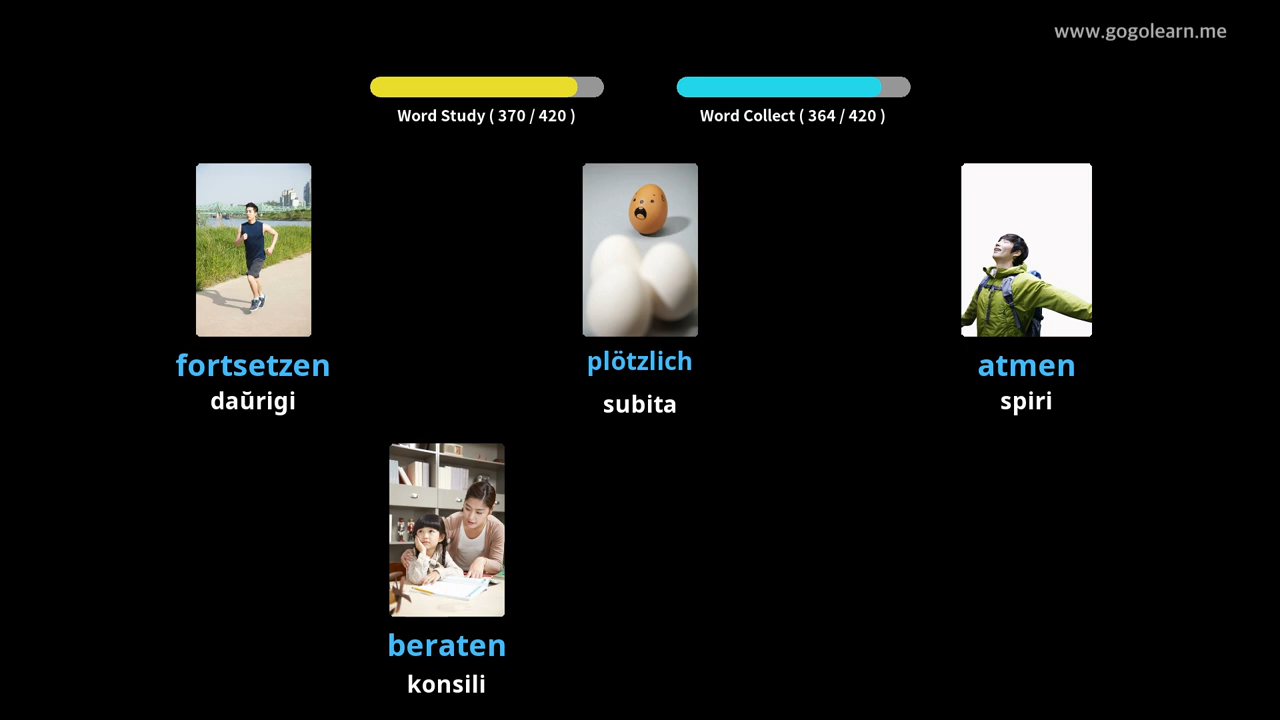 www.gogolearn.me
Word Study ( 370 / 420 )
Word Collect ( 364 / 420 )
fortsetzen
daŭrigi
plötzlich
subita
atmen
spiri
beraten
konsili